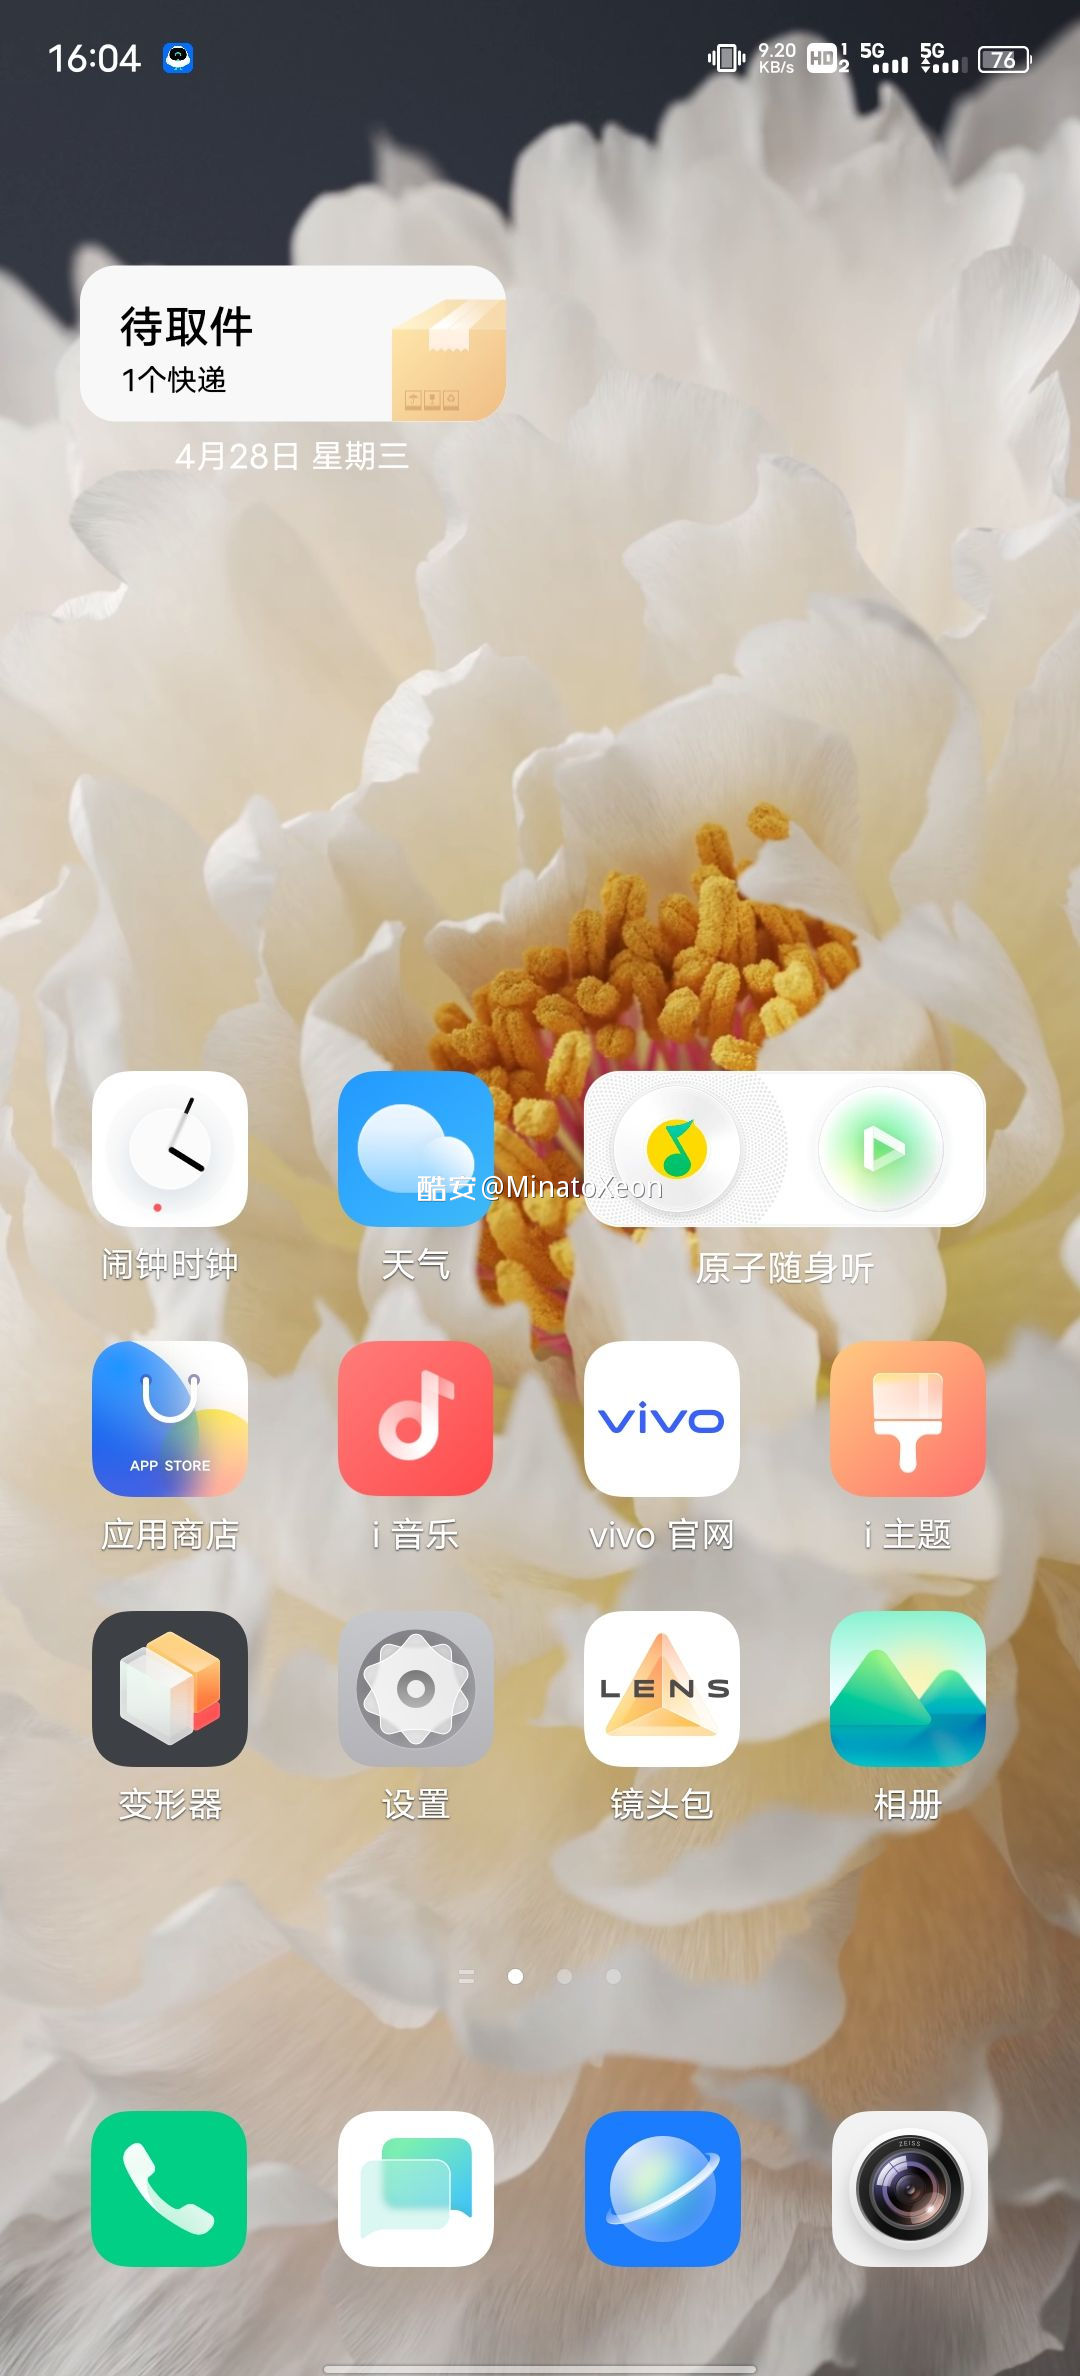 16:04
9.20 KB/s HD 1 2 5G 5G 76
待取件
1个快递
4月28日 星期三
酷安@MinatoXeon
闹钟时钟 天气 原子随身听
APP STORE
vivo
应用商店 i 音乐 vivo 官网 i 主题
LENS
变形器 设置 镜头包 相册
ZEISS